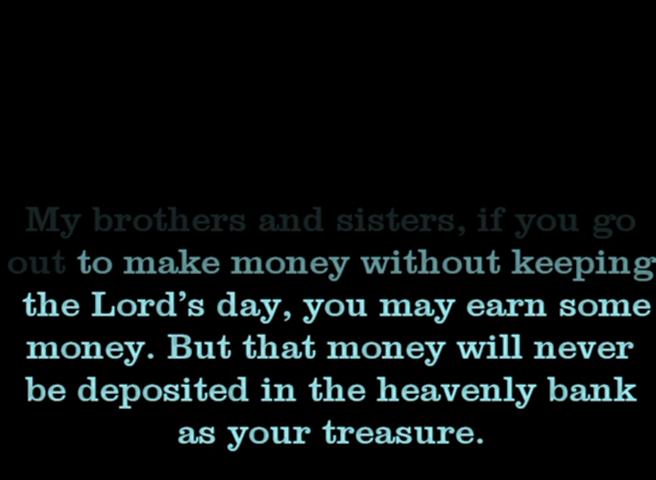 My brothers and sisters, if you go
out to make money without keeping
the Lord's day, you may earn some
money. But that money will never
be deposited in the heavenly bank
as your treasure.